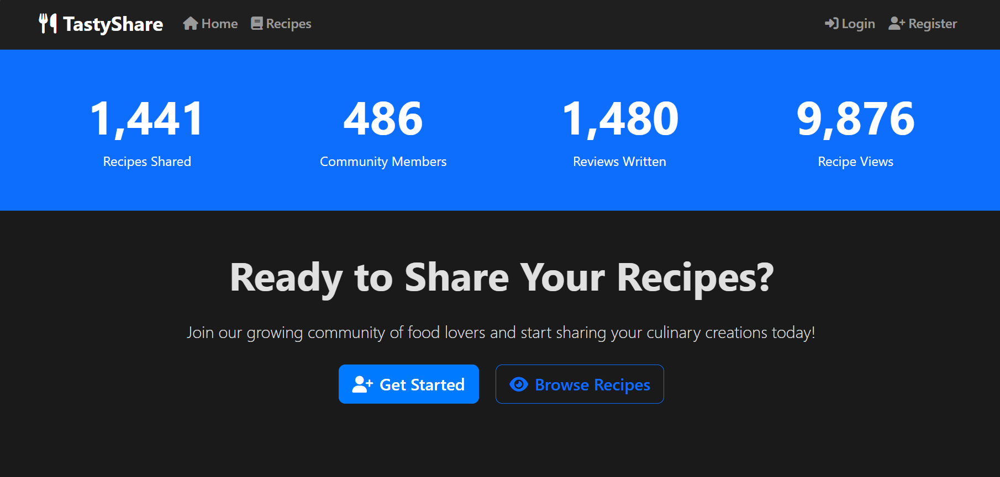 TastyShare Home Recipes Login Register
1,441 486 1,480 9,876
Recipes Shared Community Members Reviews Written Recipe Views
Ready to Share Your Recipes?
Join our growing community of food lovers and start sharing your culinary creations today!
Get Started Browse Recipes